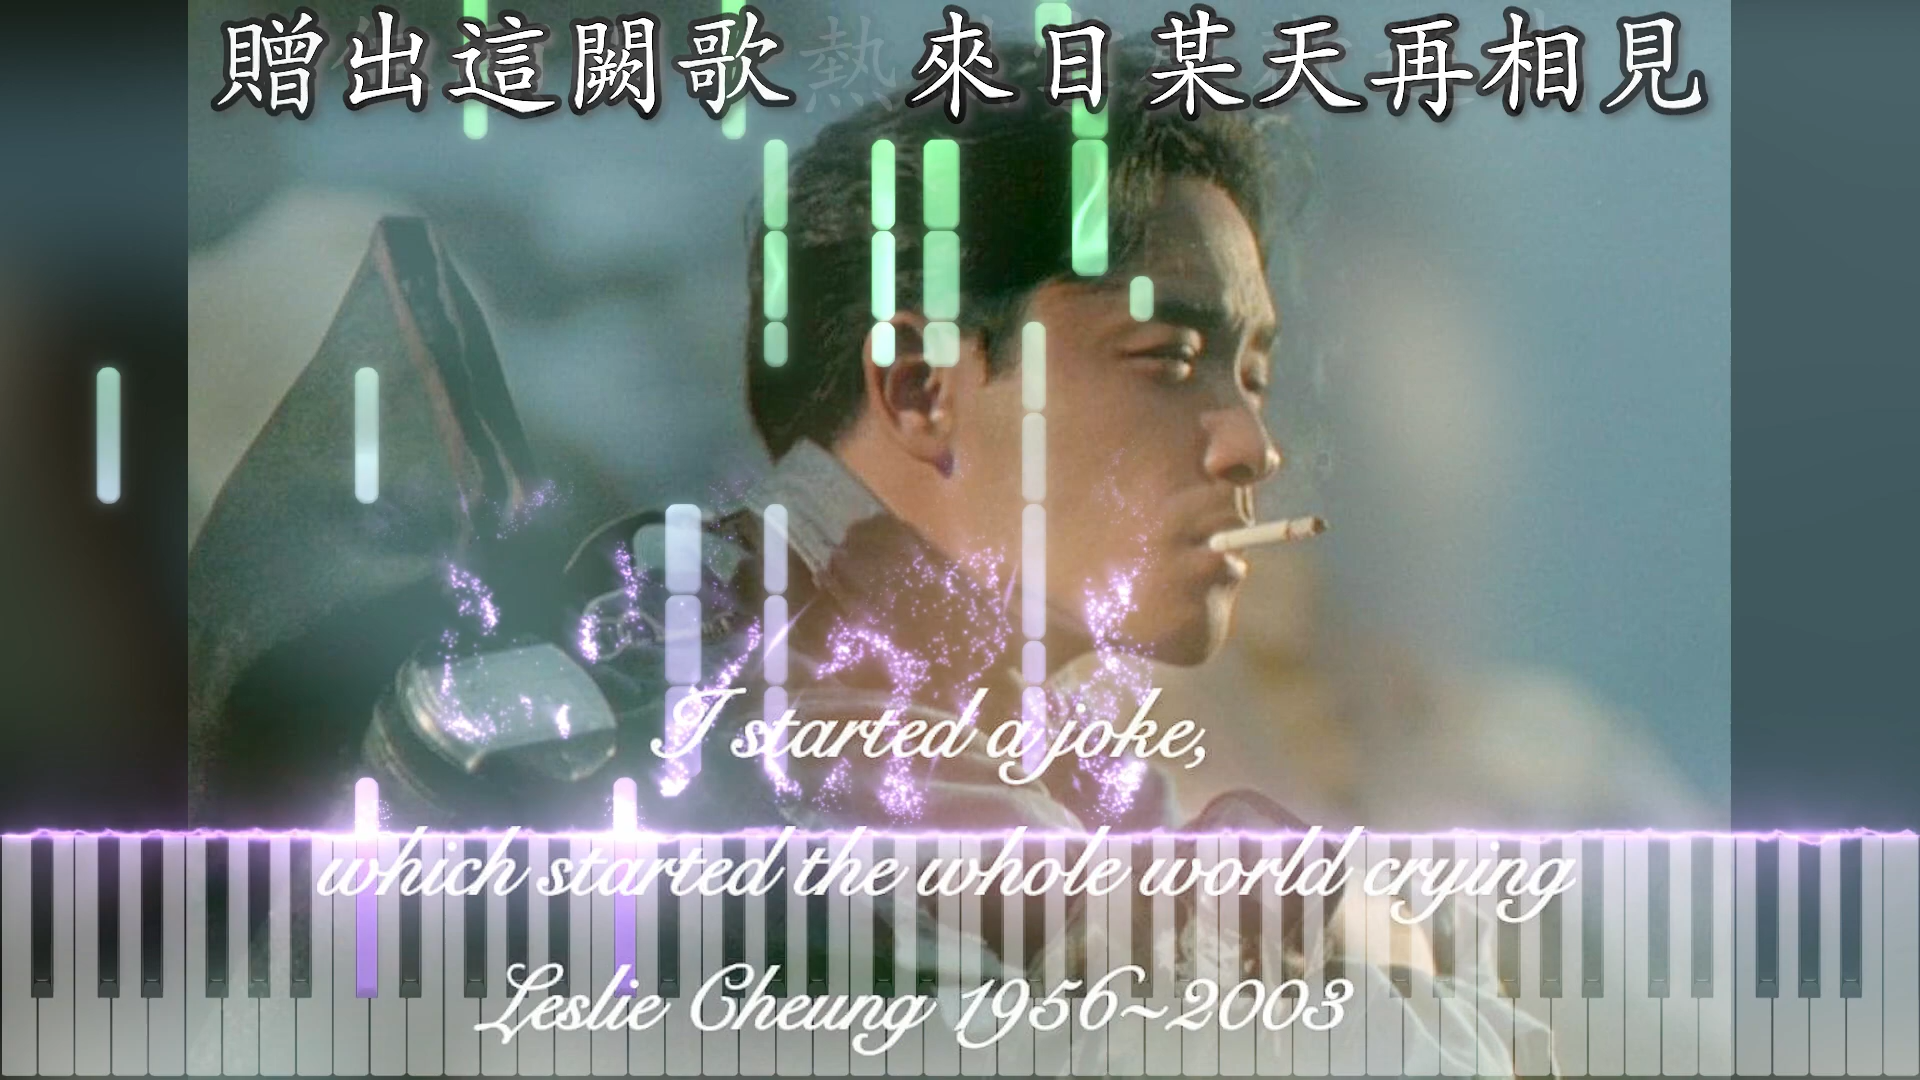 贈出這闕歌 來日某天再相見
I started a joke,
which started the whole world crying
Leslie Cheung 1956~2003